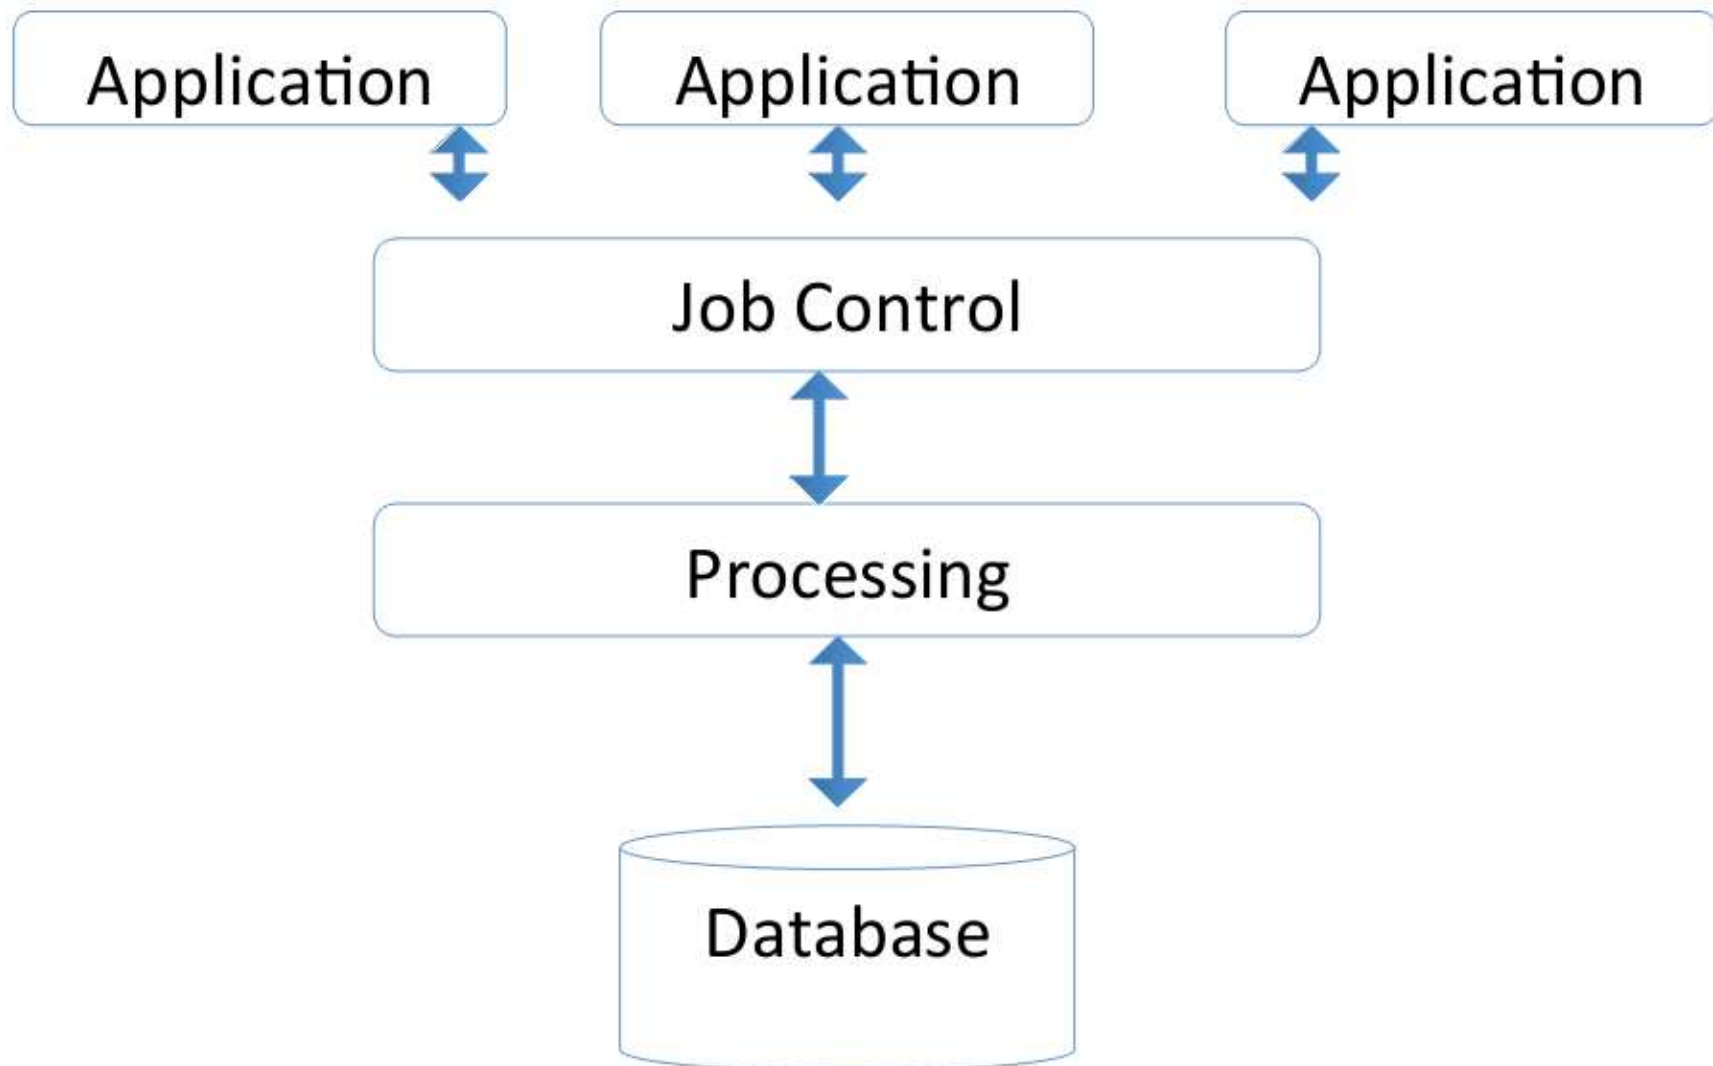 Application
Application
Application
Job Control
Processing
Database